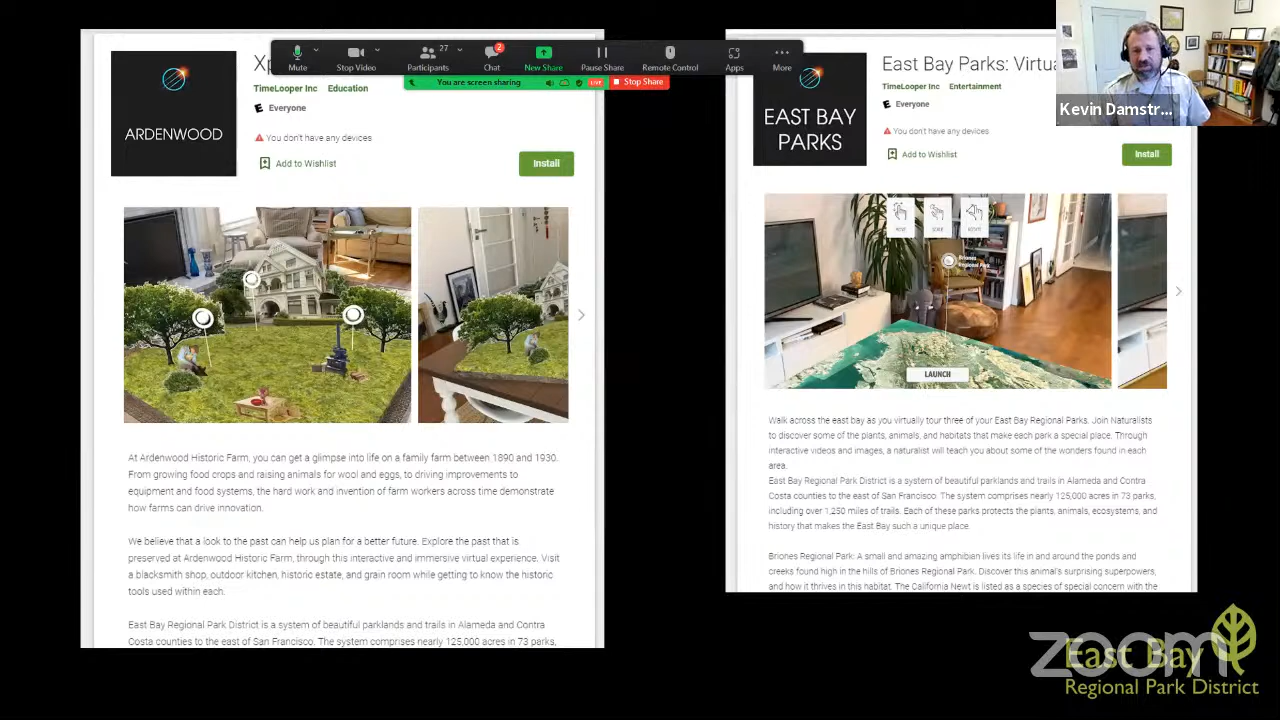 Mute
Stop Video
27
Participants
2
Chat
New Share
Pause Share
Remote Control
Apps
More
You are screen sharing
LIVE
Stop Share
ARDENWOOD
TimeLooper Inc Education
Everyone
You don't have any devices
Add to Wishlist
Install
At Ardenwood Historic Farm, you can get a glimpse into life on a family farm between 1890 and 1930.
From growing food crops and raising animals for wool and eggs, to driving improvements to
equipment and food systems, the hard work and invention of farm workers across time demonstrate
how farms can drive innovation.
We believe that a look to the past can help us plan for a better future. Explore the past that is
preserved at Ardenwood Historic Farm, through this interactive and immersive virtual experience. Visit
a blacksmith shop, outdoor kitchen, historic estate, and grain room while getting to know the historic
tools used within each.
East Bay Regional Park District is a system of beautiful parklands and trails in Alameda and Contra
Costa counties to the east of San Francisco. The system comprises nearly 125,000 acres in 73 parks,
EAST BAY
PARKS
East Bay Parks: Virtua
TimeLooper Inc Entertainment
Everyone
You don't have any devices
Add to Wishlist
Install
MOVE
SCALE
ROTATE
Briones
Regional Park
LAUNCH
Walk across the east bay as you virtually tour three of your East Bay Regional Parks. Join Naturalists
to discover some of the plants, animals, and habitats that make each park a special place. Through
interactive videos and images, a naturalist will teach you about some of the wonders found in each
area.
East Bay Regional Park District is a system of beautiful parklands and trails in Alameda and Contra
Costa counties to the east of San Francisco. The system comprises nearly 125,000 acres in 73 parks,
including over 1,250 miles of trails. Each of these parks protects the plants, animals, ecosystems, and
history that makes the East Bay such a unique place.
Briones Regional Park: A small and amazing amphibian lives its life in and around the ponds and
creeks found high in the hills of Briones Regional Park. Discover this animal's surprising superpowers,
and how it thrives in this habitat. The California Newt is listed as a species of special concern with the
Kevin Damstr...
zoom
East Bay
Regional Park District